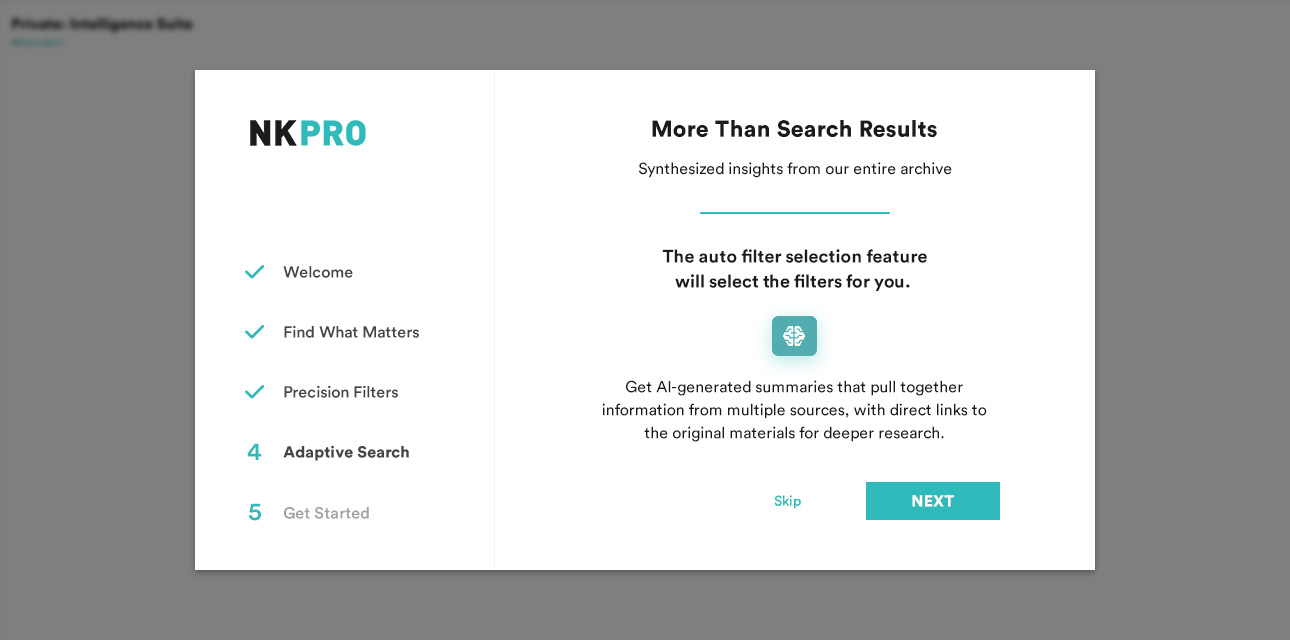 Private: Intelligence Suite
NKPRO
Welcome
Find What Matters
Precision Filters
4 Adaptive Search
5 Get Started
More Than Search Results
Synthesized insights from our entire archive
The auto filter selection feature
will select the filters for you.
Get AI-generated summaries that pull together
information from multiple sources, with direct links to
the original materials for deeper research.
Skip
NEXT